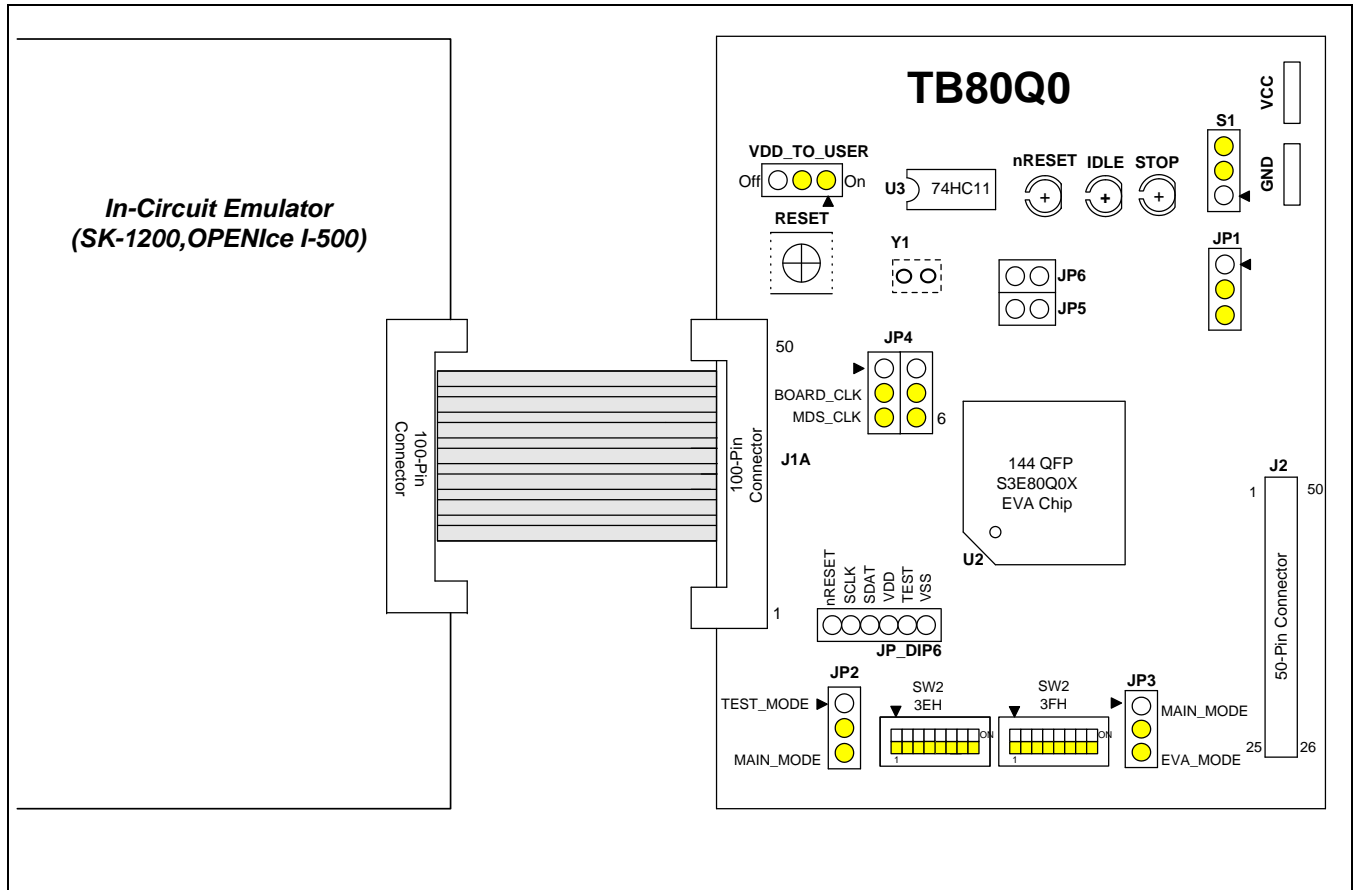 In-Circuit Emulator
(SK-1200,OPENIce I-500)
100-Pin
Connector
100-Pin
Connector
50
1
J1A
TB80Q0
VCC
GND
S1
VDD_TO_USER
Off
On
RESET
U3
74HC11
nRESET
IDLE
STOP
Y1
JP6
JP5
JP1
JP4
BOARD_CLK
MDS_CLK
6
144 QFP
S3E80Q0X
EVA Chip
U2
J2
1
50
50-Pin Connector
25
26
nRESET
SCLK
SDAT
VDD
TEST
VSS
JP_DIP6
JP2
TEST_MODE
MAIN_MODE
SW2
3EH
ON
1
SW2
3FH
ON
1
JP3
MAIN_MODE
EVA_MODE